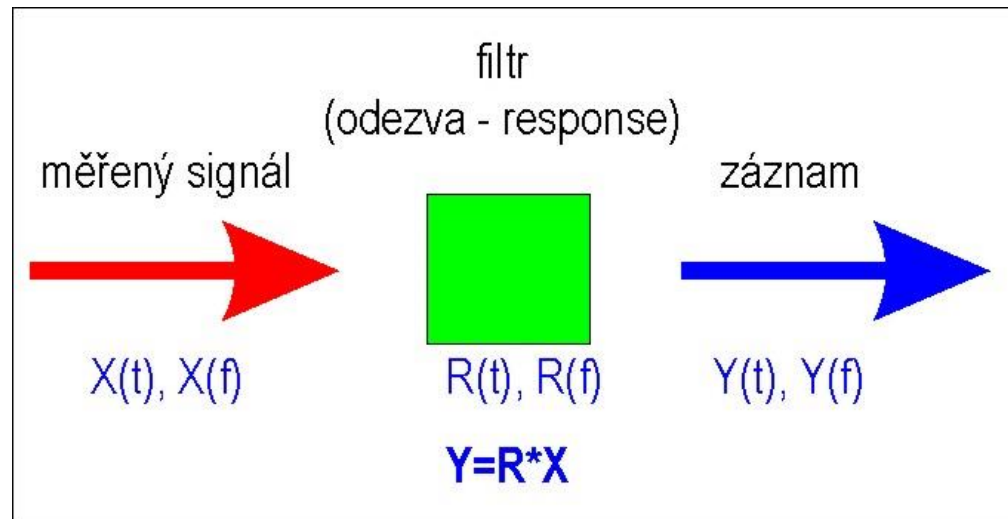 filtr
(odezva - response)
měřený signál
záznam
X(t), X(f)
R(t), R(f)
Y(t), Y(f)
Y=R*X